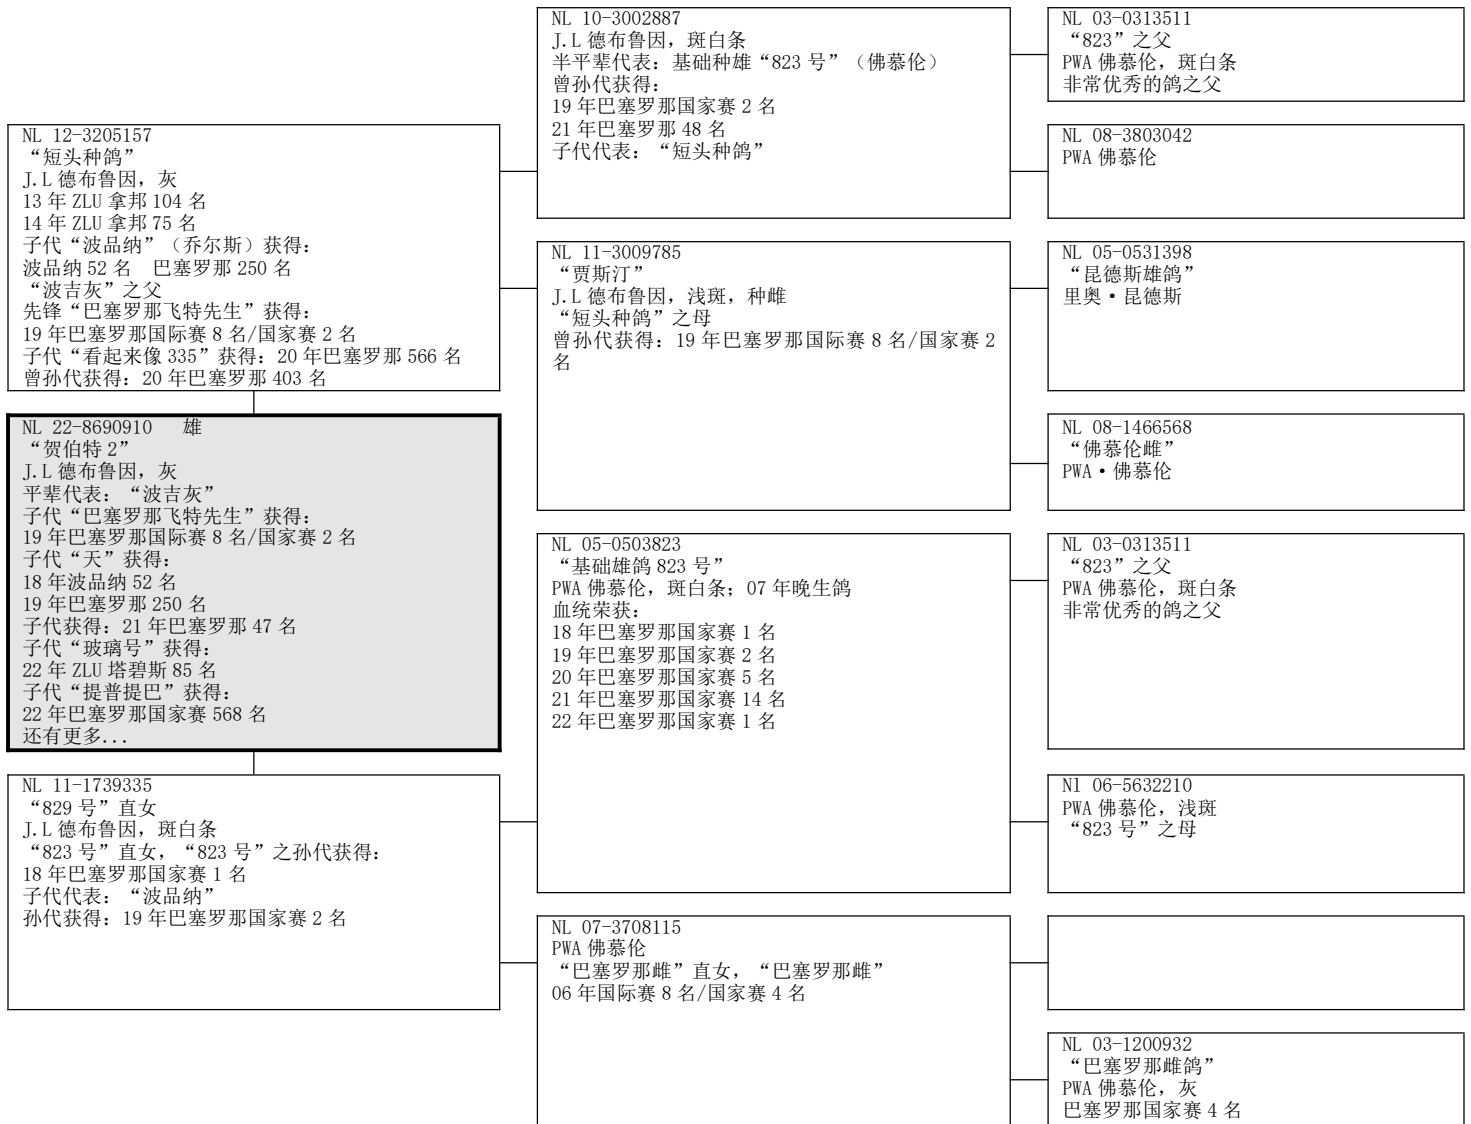 NL 12-3205157
“短头种鸽”
J.L 德布鲁因，灰
13 年 ZLU 拿邦 104 名
14 年 ZLU 拿邦 75 名
子代“波品纳”（乔尔斯）获得：
波品纳 52 名　巴塞罗那 250 名
“波吉灰”之父
先锋“巴塞罗那飞特先生”获得：
19 年巴塞罗那国际赛 8 名/国家赛 2 名
子代“看起来像 335”获得：20 年巴塞罗那 566 名
曾孙代获得：20 年巴塞罗那 403 名
NL 22-8690910　雄
“贺伯特 2”
J.L 德布鲁因，灰
平辈代表：“波吉灰”
子代“巴塞罗那飞特先生”获得：
19 年巴塞罗那国际赛 8 名/国家赛 2 名
子代“天”获得：
18 年波品纳 52 名
19 年巴塞罗那 250 名
子代获得：21 年巴塞罗那 47 名
子代“玻璃号”获得：
22 年 ZLU 塔碧斯 85 名
子代“提普提巴”获得：
22 年巴塞罗那国家赛 568 名
还有更多...
NL 11-1739335
“829 号”直女
J.L 德布鲁因，斑白条
“823 号”直女，“823 号”之孙代获得：
18 年巴塞罗那国家赛 1 名
子代代表：“波品纳”
孙代获得：19 年巴塞罗那国家赛 2 名
NL 10-3002887
J.L 德布鲁因，斑白条
半平辈代表：基础种雄“823 号”（佛慕伦）
曾孙代获得：
19 年巴塞罗那国家赛 2 名
21 年巴塞罗那 48 名
子代代表：“短头种鸽”
NL 11-3009785
“贾斯汀”
J.L 德布鲁因，浅斑，种雌
“短头种鸽”之母
曾孙代获得：19 年巴塞罗那国际赛 8 名/国家赛 2
名
NL 05-0503823
“基础雄鸽 823 号”
PWA 佛慕伦，斑白条；07 年晚生鸽
血统荣获：
18 年巴塞罗那国家赛 1 名
19 年巴塞罗那国家赛 2 名
20 年巴塞罗那国家赛 5 名
21 年巴塞罗那国家赛 14 名
22 年巴塞罗那国家赛 1 名
NL 07-3708115
PWA 佛慕伦
“巴塞罗那雌”直女，“巴塞罗那雌”
06 年国际赛 8 名/国家赛 4 名
NL 03-0313511
“823”之父
PWA 佛慕伦，斑白条
非常优秀的鸽之父
NL 08-3803042
PWA 佛慕伦
NL 05-0531398
“昆德斯雄鸽”
里奥·昆德斯
NL 08-1466568
“佛慕伦雌”
PWA·佛慕伦
NL 03-0313511
“823”之父
PWA 佛慕伦，斑白条
非常优秀的鸽之父
Nl 06-5632210
PWA 佛慕伦，浅斑
“823 号”之母
NL 03-1200932
“巴塞罗那雌鸽”
PWA 佛慕伦，灰
巴塞罗那国家赛 4 名